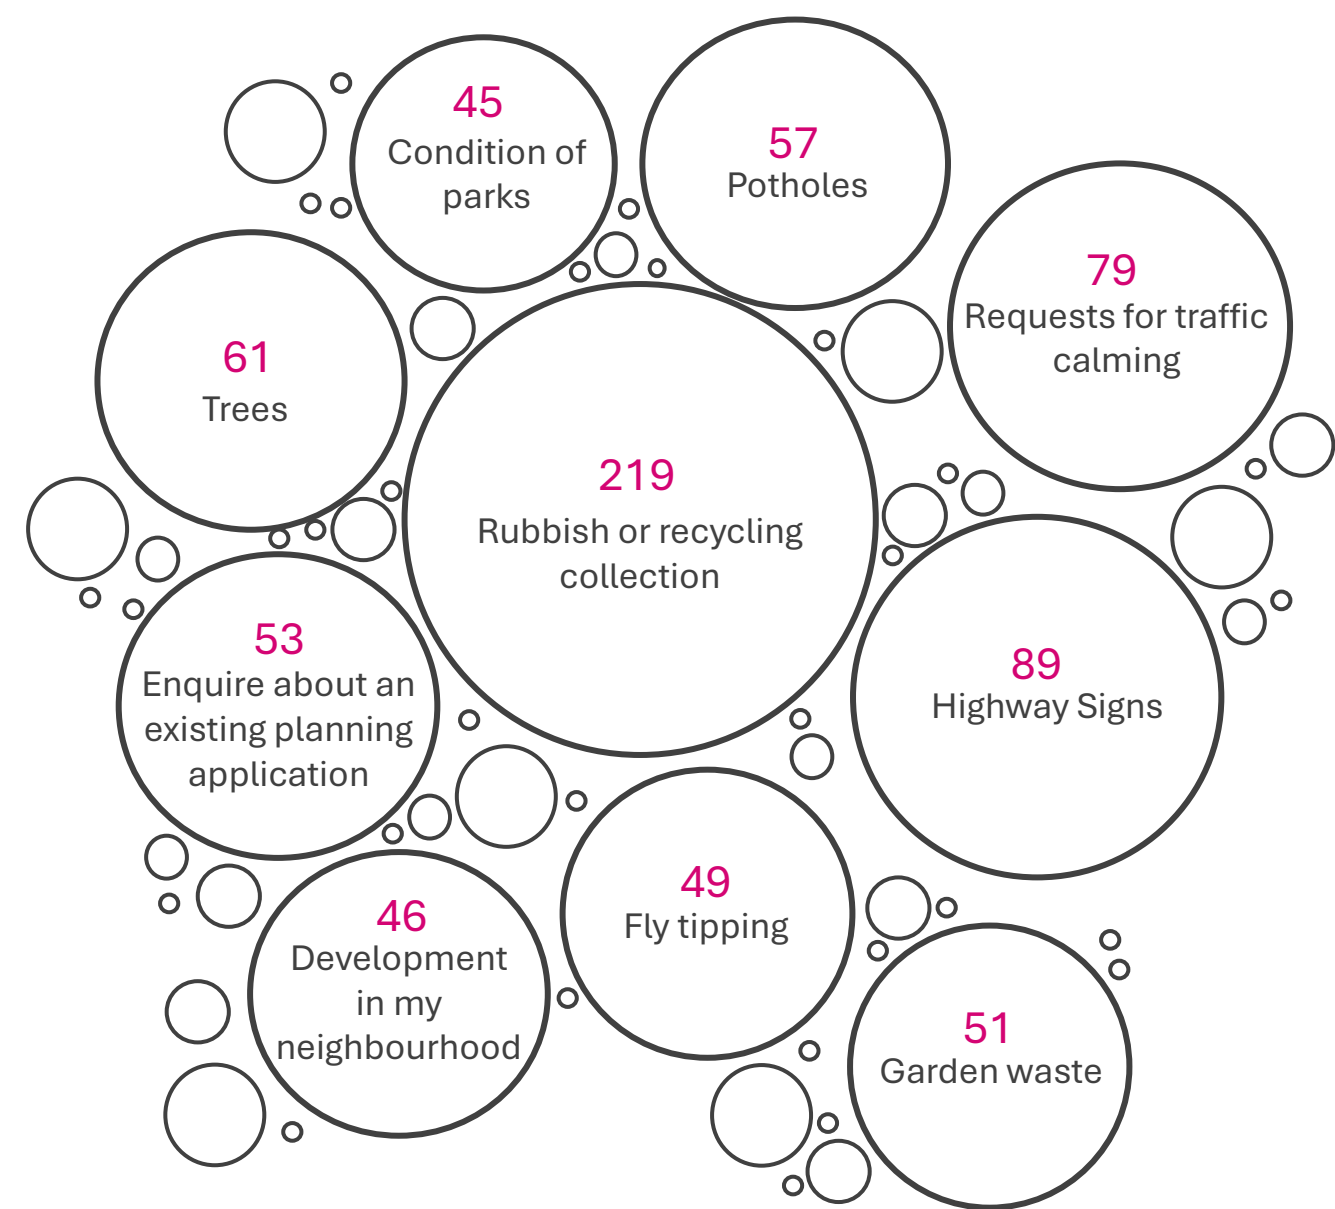 45
Condition of
parks
57
Potholes
79
Requests for traffic
calming
61
Trees
219
Rubbish or recycling
collection
53
Enquire about an
existing planning
application
89
Highway Signs
46
Development
in my
neighbourhood
49
Fly tipping
51
Garden waste